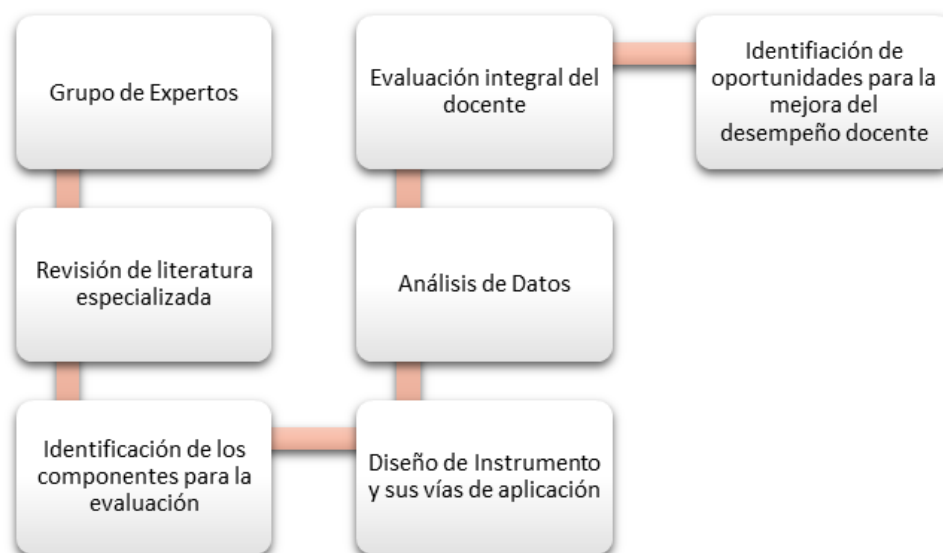 Grupo de Expertos
Revisión de literatura
especializada
Identificación de los
componentes para la
evaluación
Diseño de Instrumento
y sus vías de aplicación
Análisis de Datos
Evaluación integral del
docente
Identifiación de
oportunidades para la
mejora del
desempeño docente